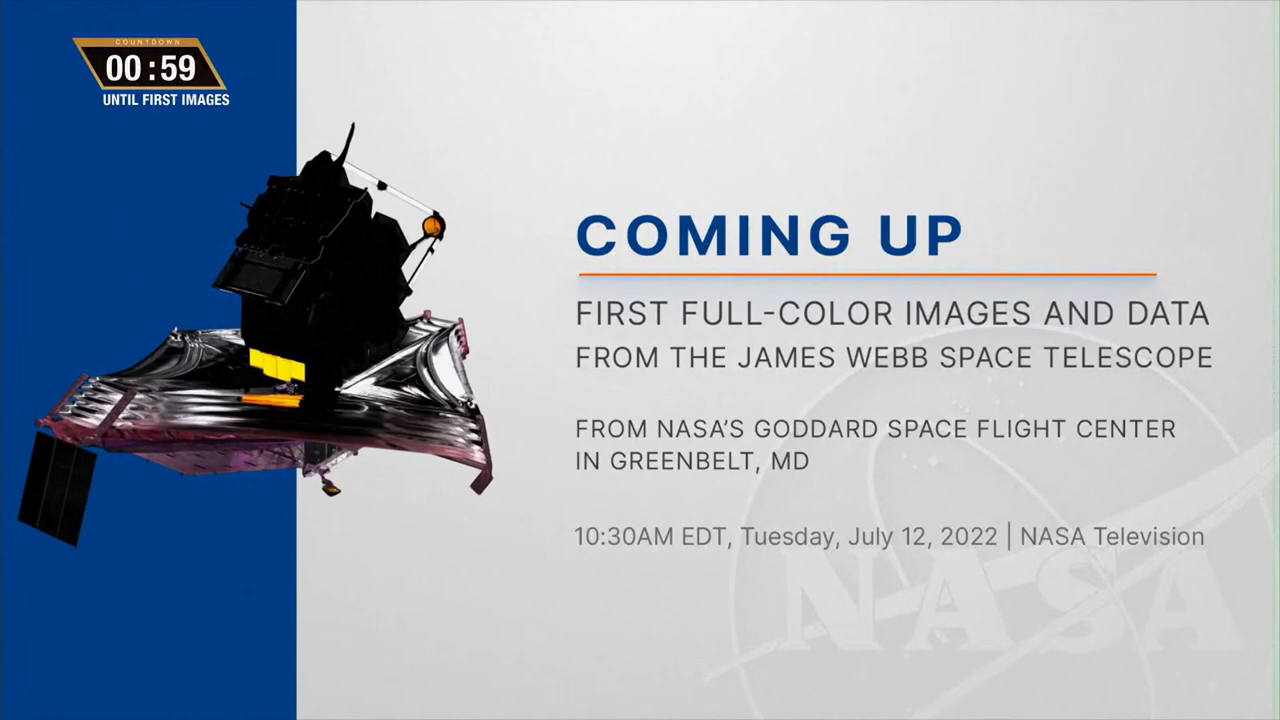 COUNTDOWN
00:59
UNTIL FIRST IMAGES
COMING UP
FIRST FULL-COLOR IMAGES AND DATA
FROM THE JAMES WEBB SPACE TELESCOPE
FROM NASA'S GODDARD SPACE FLIGHT CENTER
IN GREENBELT, MD
10:30AM EDT, Tuesday, July 12, 2022 | NASA Television
NASA